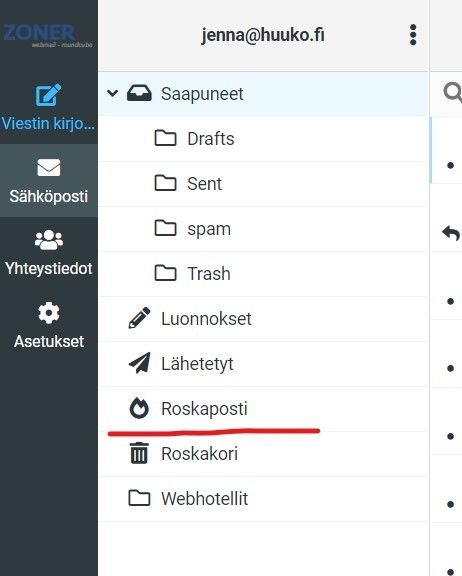 ZONER
webmail - roundcube
jenna@huuko.fi
Viestin kirjo...
Sähköposti
Yhteystiedot
Asetukset
Saapuneet
Drafts
Sent
spam
Trash
Luonnokset
Lähetetyt
Roskaposti
Roskakori
Webhotellit